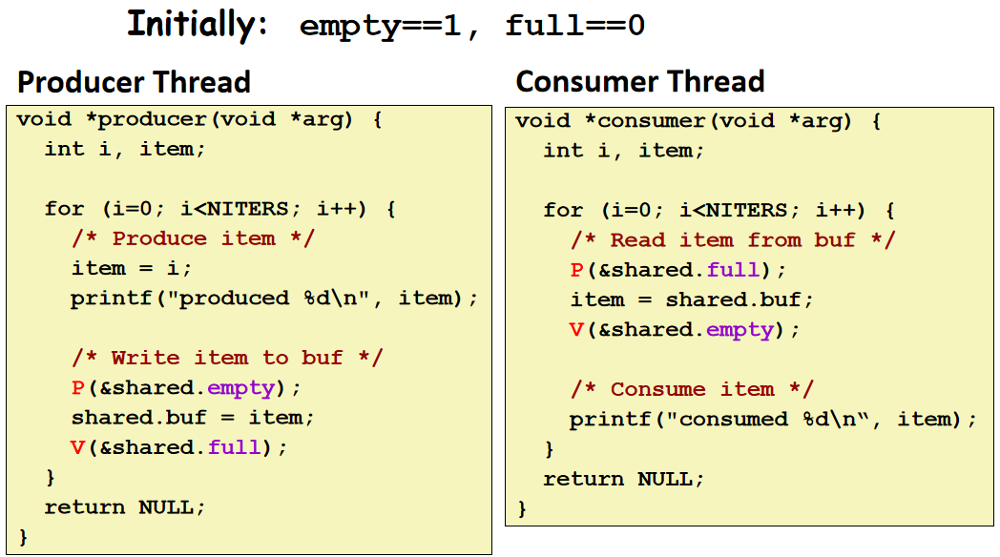 Initially: empty==1, full==0
Producer Thread
void *producer(void *arg) {
  int i, item;

  for (i=0; i<NITERS; i++) {
    /* Produce item */
    item = i;
    printf("produced %d\n", item);

    /* Write item to buf */
    P(&shared.empty);
    shared.buf = item;
    V(&shared.full);
  }
  return NULL;
}
Consumer Thread
void *consumer(void *arg) {
  int i, item;

  for (i=0; i<NITERS; i++) {
    /* Read item from buf */
    P(&shared.full);
    item = shared.buf;
    V(&shared.empty);

    /* Consume item */
    printf("consumed %d\n“, item);
  }
  return NULL;
}